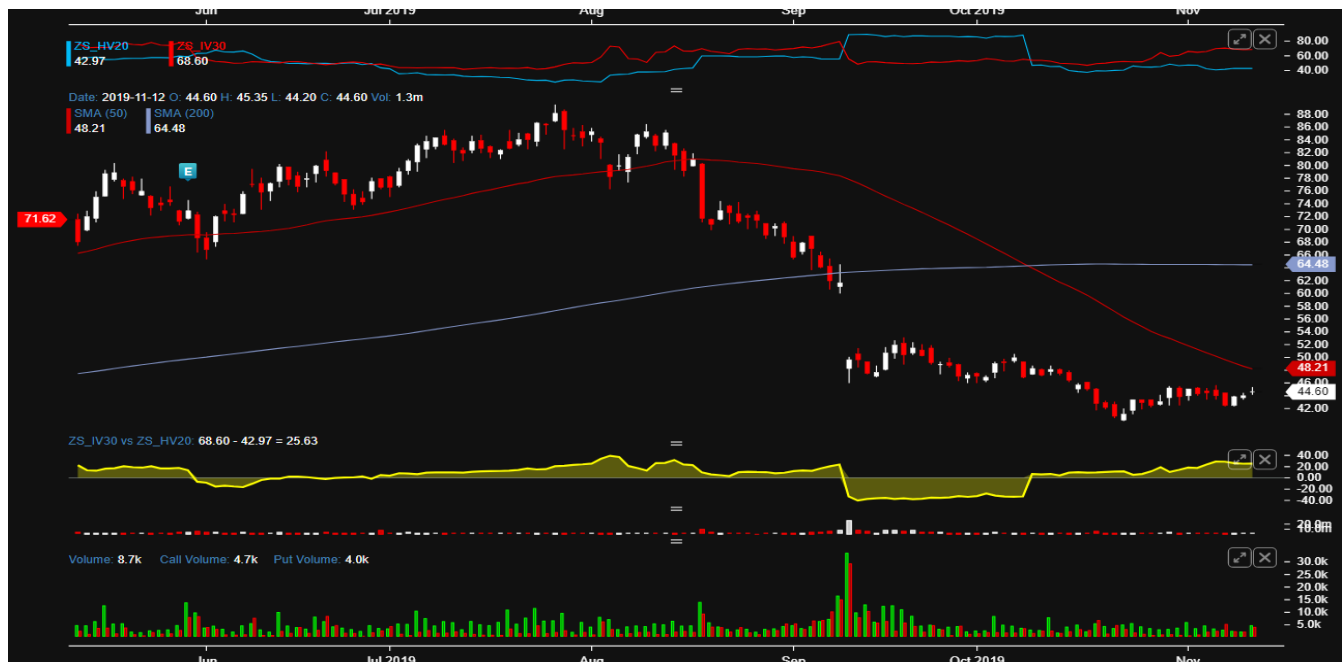 Jun Jul 2019 Aug Sep Oct 2019 Nov
ZS_HV20 ZS_IV30
42.97 68.60
80.00
60.00
40.00
Date: 2019-11-12 O: 44.60 H: 45.35 L: 44.20 C: 44.60 Vol: 1.3m
SMA (50) SMA (200)
48.21 64.48
88.00
86.00
84.00
82.00
80.00
E
78.00
76.00
74.00
72.00
71.62
70.00
68.00
66.00
64.48
62.00
60.00
58.00
56.00
54.00
52.00
50.00
48.21
46.00
44.60
42.00
ZS_IV30 vs ZS_HV20: 68.60 - 42.97 = 25.63
40.00
20.00
0.00
-20.00
-40.00
20.0m
10.0m
Volume: 8.7k Call Volume: 4.7k Put Volume: 4.0k
30.0k
25.0k
20.0k
15.0k
10.0k
5.0k
Jun Jul 2019 Aug Sep Oct 2019 Nov